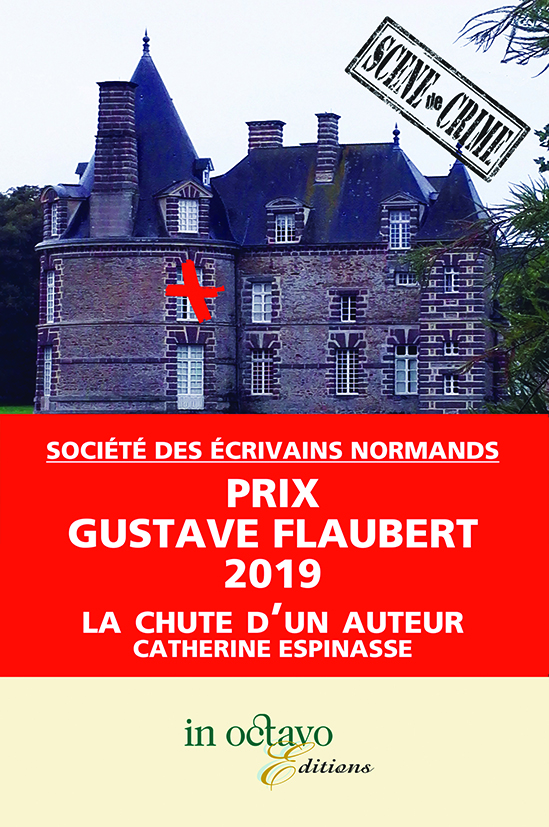 SCENE de CRIME
SOCIÉTÉ DES ÉCRIVAINS NORMANDS
PRIX
GUSTAVE FLAUBERT
2019
LA CHUTE D'UN AUTEUR
CATHERINE ESPINASSE
in octavo
Editions